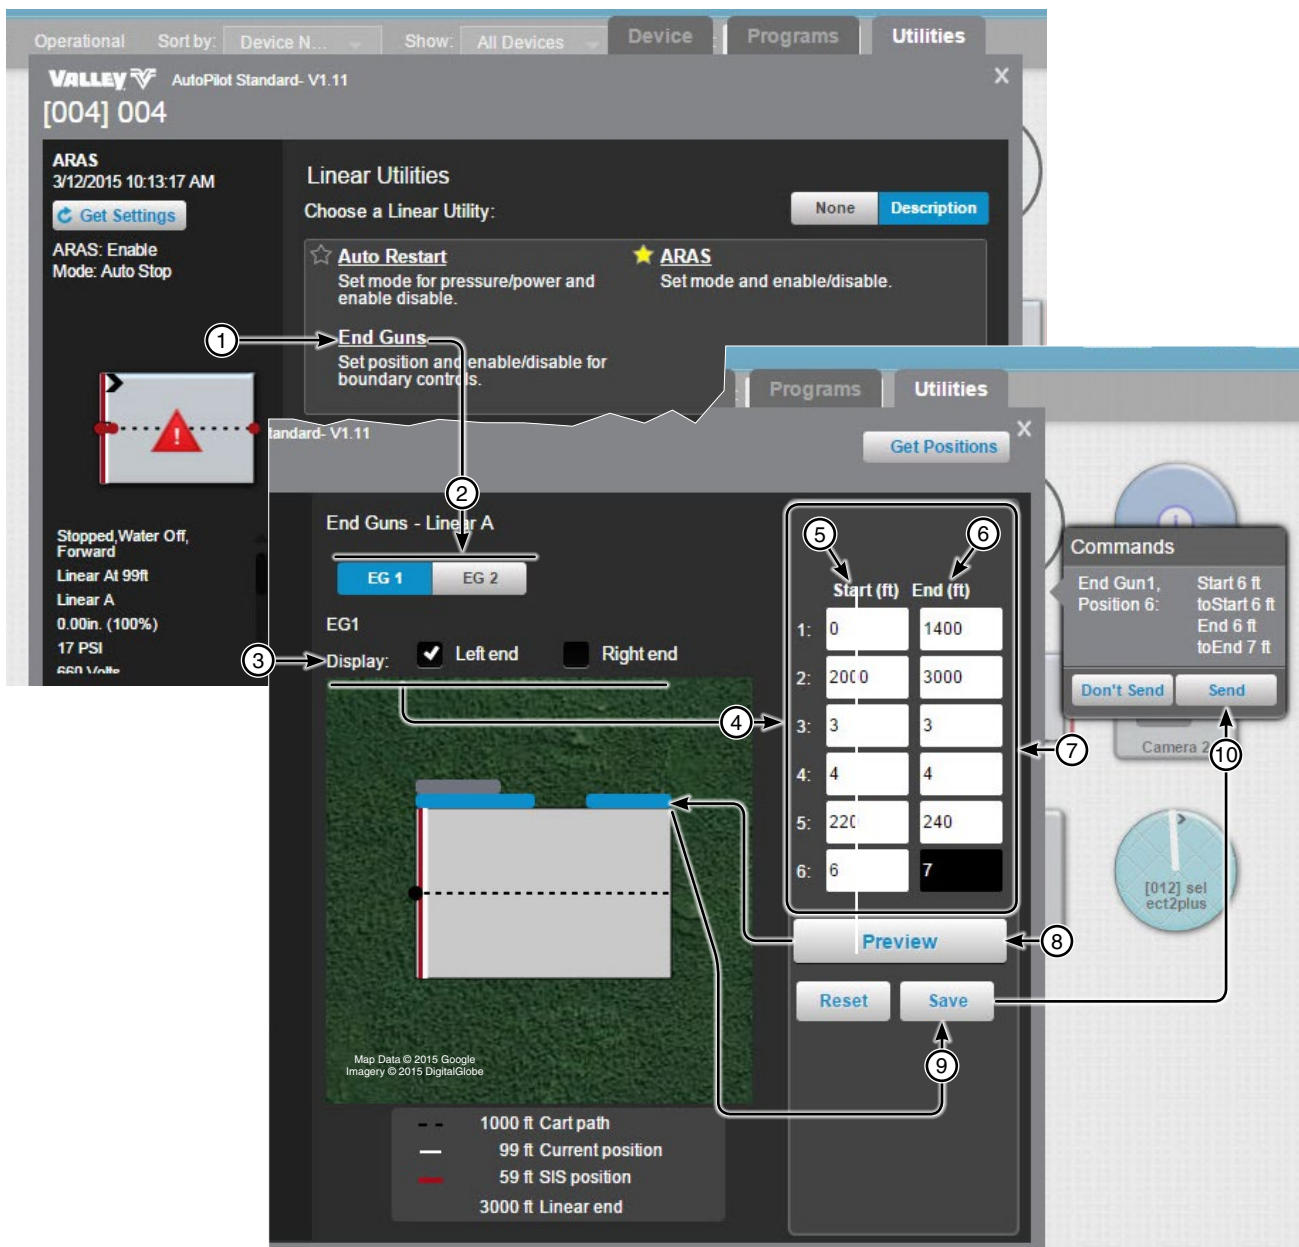 Operational Sort by: Device N... Show: All Devices Device Programs Utilities
VALLEY AutoPilot Standard- V1.11 X
[004] 004
ARAS
3/12/2015 10:13:17 AM
Get Settings
ARAS: Enable
Mode: Auto Stop
Linear Utilities
Choose a Linear Utility:
None Description
Auto Restart
Set mode for pressure/power and
enable disable.
ARAS
Set mode and enable/disable.
1
End Guns
Set position and enable/disable for
boundary controls.
!
Stopped,Water Off,
Forward
Linear At 99ft
Linear A
0.00in. (100%)
17 PSI
660 Volts
Programs Utilities
tandard- V1.11
Get Positions
X
2
End Guns - Linear A
EG 1 EG 2
EG1
3
Display: Left end Right end
4
5 6
Start (ft) End (ft)
1: 0 1400
2: 2000 3000
3: 3 3
4: 4 4
5: 220 240
6: 6 7
7
Preview
8
Reset Save
9
Commands
End Gun1, Start 6 ft
Position 6: toStart 6 ft
End 6 ft
toEnd 7 ft
Don't Send Send
Camera 2
10
[012] sel
ect2plus
Map Data © 2015 Google
Imagery © 2015 DigitalGlobe
1000 ft Cart path
99 ft Current position
59 ft SIS position
3000 ft Linear end